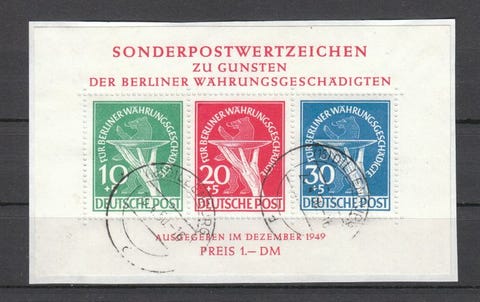 SONDERPOSTWERTZEICHEN
ZU GUNSTEN
DER BERLINER WÄHRUNGSGESCHÄDIGTEN
FÜR BERLINER WÄHRUNGSGESCHÄDIGTE
10+5
DEUTSCHE POST
FÜR BERLINER WÄHRUNGSGESCHÄDIGTE
20+5
DEUTSCHE POST
FÜR BERLINER WÄHRUNGSGESCHÄDIGTE
30+5
DEUTSCHE POST
AUSGEGEBEN IM DEZEMBER 1949
PREIS 1.— DM